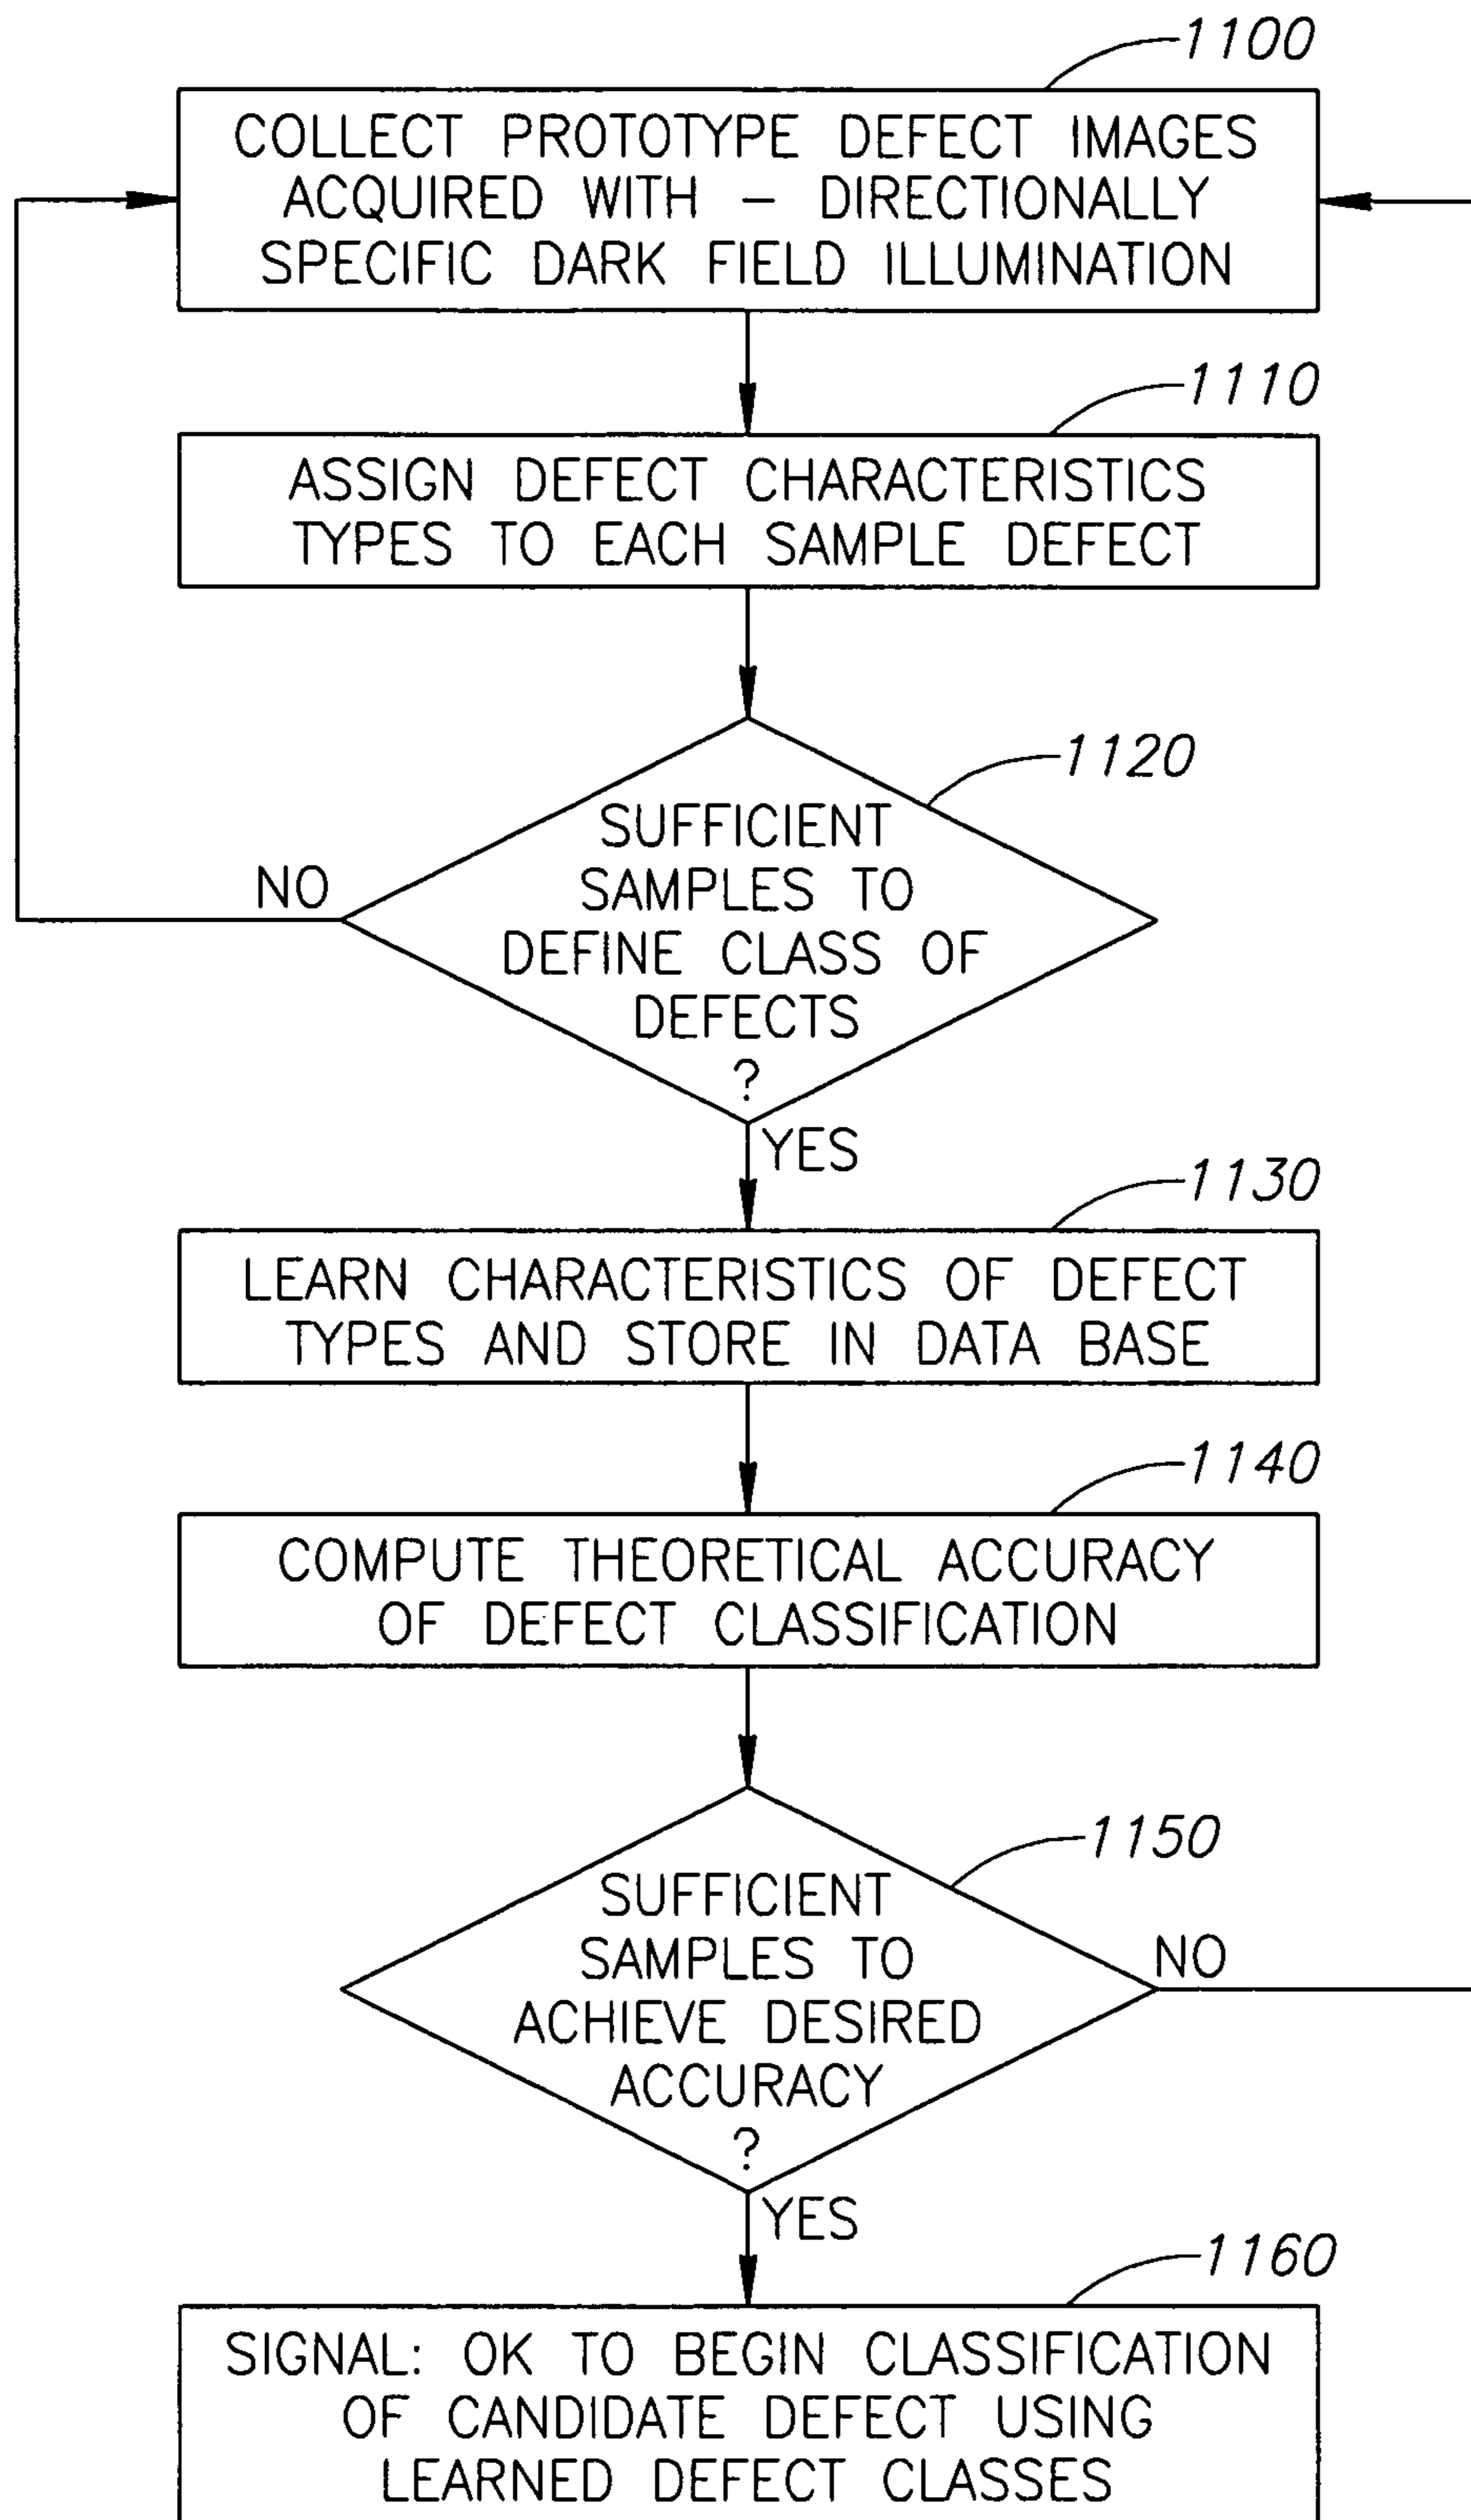 1100
COLLECT PROTOTYPE DEFECT IMAGES
ACQUIRED WITH – DIRECTIONALLY
SPECIFIC DARK FIELD ILLUMINATION
1110
ASSIGN DEFECT CHARACTERISTICS
TYPES TO EACH SAMPLE DEFECT
1120
SUFFICIENT
SAMPLES TO
DEFINE CLASS OF
DEFECTS
?
NO
YES
1130
LEARN CHARACTERISTICS OF DEFECT
TYPES AND STORE IN DATA BASE
1140
COMPUTE THEORETICAL ACCURACY
OF DEFECT CLASSIFICATION
1150
SUFFICIENT
SAMPLES TO
ACHIEVE DESIRED
ACCURACY
?
NO
YES
1160
SIGNAL: OK TO BEGIN CLASSIFICATION
OF CANDIDATE DEFECT USING
LEARNED DEFECT CLASSES